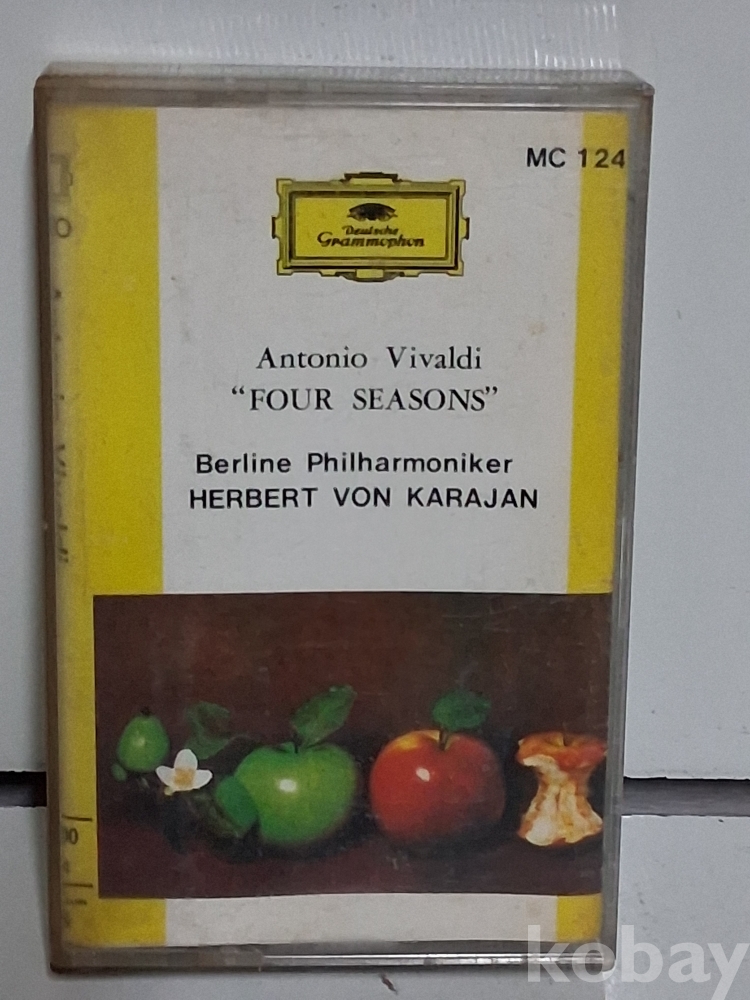 MC 124
Deutsche
Grammophon
Antonio Vivaldi
“FOUR SEASONS”
Berline Philharmoniker
HERBERT VON KARAJAN
kobay